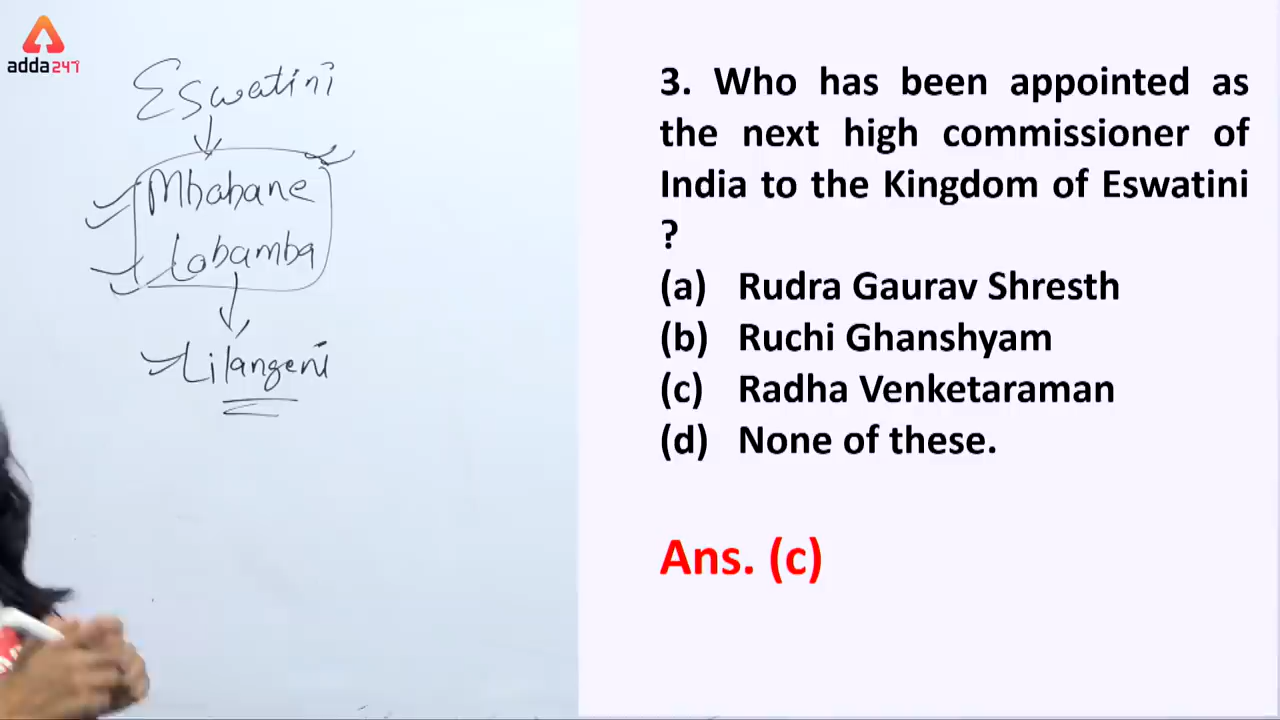 adda247
Eswatini
Mbabane
Lobamba
Lilangeni
3. Who has been appointed as
the next high commissioner of
India to the Kingdom of Eswatini
?
(a) Rudra Gaurav Shresth
(b) Ruchi Ghanshyam
(c) Radha Venketaraman
(d) None of these.
Ans. (c)